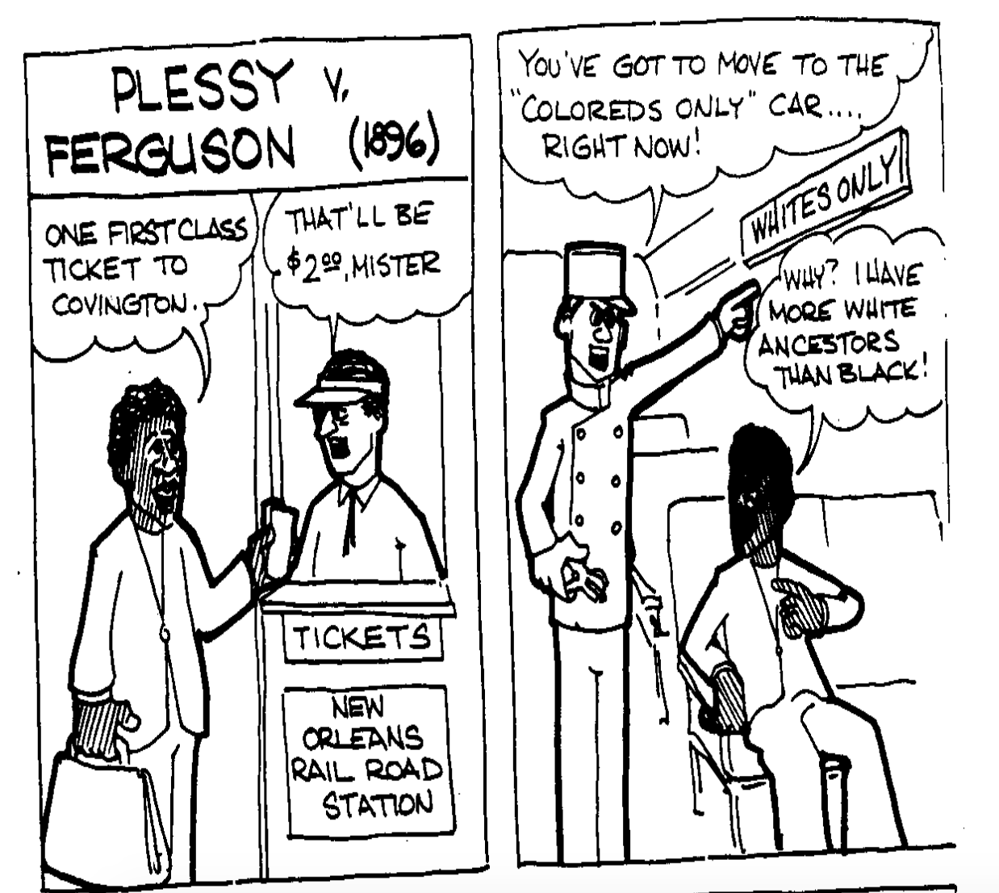 PLESSY V.
FERGUSON (1896)
ONE FIRST CLASS
TICKET TO
COVINGTON.
THAT'LL BE
$2.00, MISTER
TICKETS
NEW
ORLEANS
RAIL ROAD
STATION
YOU'VE GOT TO MOVE TO THE
"COLOREDS ONLY" CAR....
RIGHT NOW!
WHITES ONLY
WHY? I HAVE
MORE WHITE
ANCESTORS
THAN BLACK!